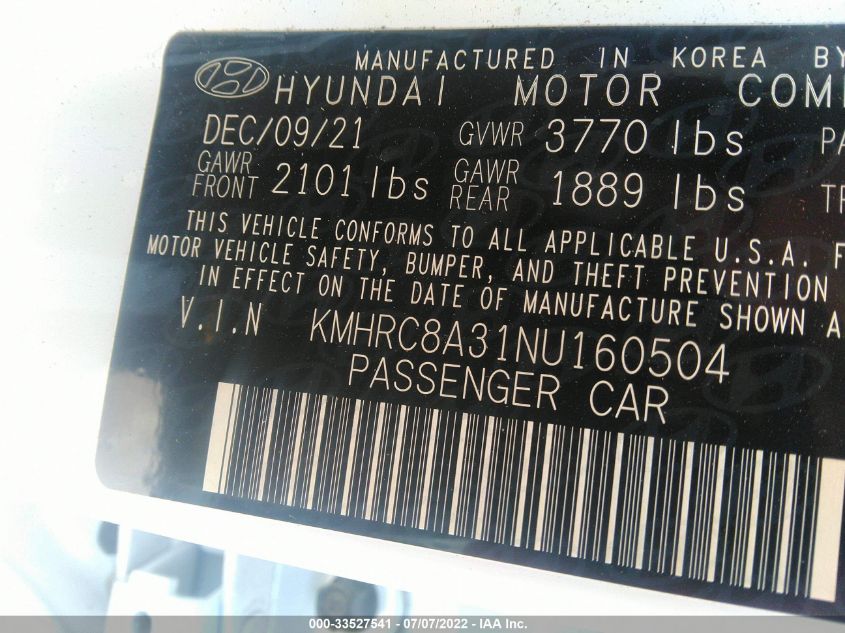 MANUFACTURED IN KOREA BY
HYUNDAI MOTOR
DEC/09/21 GVWR 3770 lbs
GAWR FRONT 2101 lbs GAWR REAR 1889 lbs
THIS VEHICLE CONFORMS TO ALL APPLICABLE U.S.A.
MOTOR VEHICLE SAFETY, BUMPER, AND THEFT PREVENTION
IN EFFECT ON THE DATE OF MANUFACTURE SHOWN
V.I.N KMHRC8A31NU160504
PASSENGER CAR
000-33527541 - 07/07/2022 - IAA Inc.